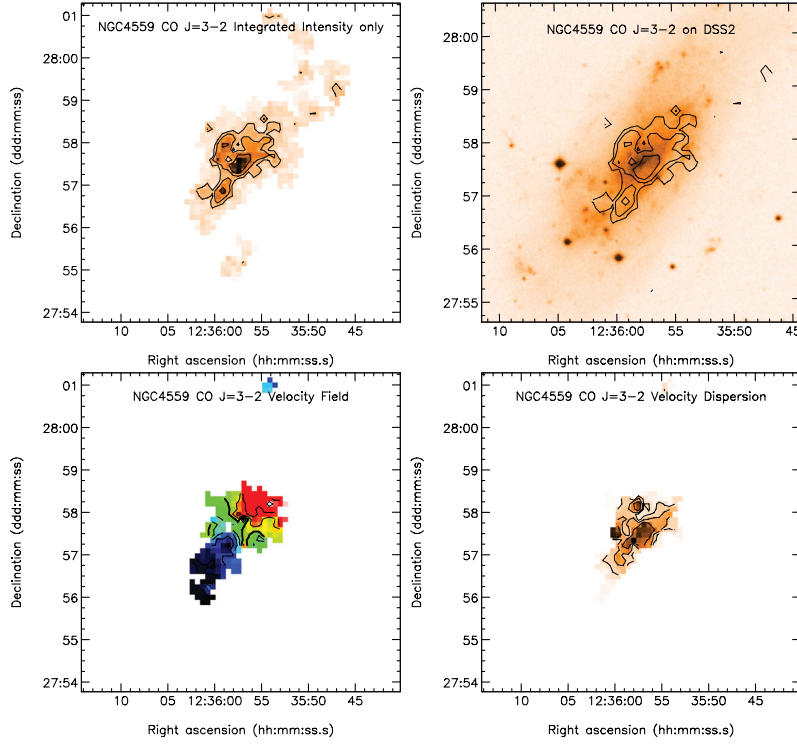 NGC4559 CO J=3-2 Integrated Intensity only
01
28:00
59
58
57
56
55
27:54
Declination (ddd:mm:ss)
10 05 12:36:00 55 35:50 45
Right ascension (hh:mm:ss.s)
NGC4559 CO J=3-2 on DSS2
28:00
59
58
57
56
27:55
Declination (ddd:mm:ss)
10 05 12:36:00 55 35:50 45
Right ascension (hh:mm:ss.s)
NGC4559 CO J=3-2 Velocity Field
01
28:00
59
58
57
56
55
27:54
Declination (ddd:mm:ss)
10 05 12:36:00 55 35:50 45
Right ascension (hh:mm:ss.s)
NGC4559 CO J=3-2 Velocity Dispersion
01
28:00
59
58
57
56
55
27:54
Declination (ddd:mm:ss)
10 05 12:36:00 55 35:50 45
Right ascension (hh:mm:ss.s)